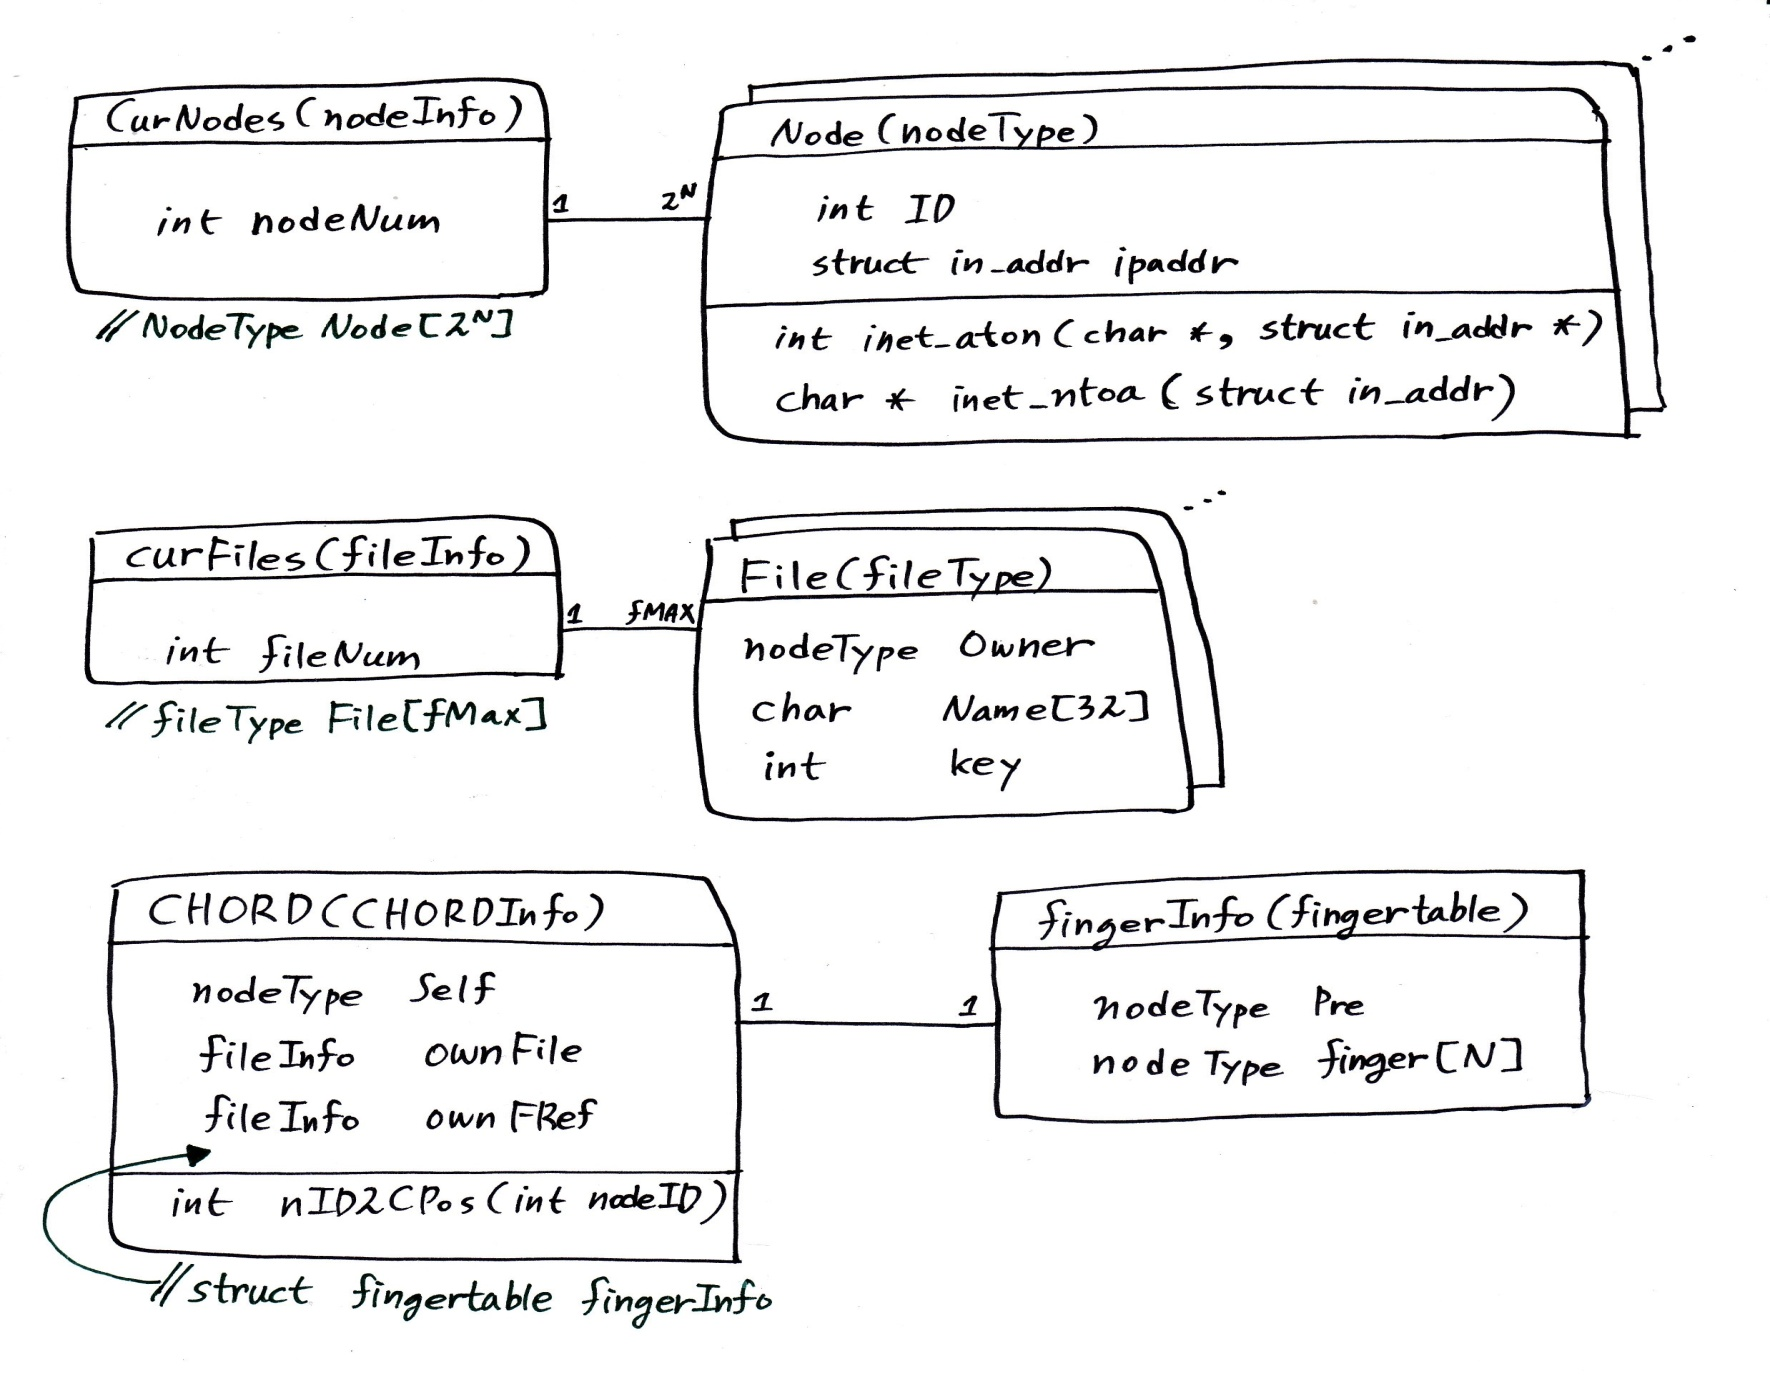 CurNodes(nodeInfo)
int nodeNum
1
2^N
// NodeType Node[2^N]
Node(nodeType)
int ID
struct in_addr ipaddr
int inet_aton(char *, struct in_addr *)
char * inet_ntoa(struct in_addr)
curFiles(fileInfo)
int fileNum
1
fMAX
// fileType File[fMax]
File(fileType)
nodeType Owner
char Name[32]
int key
CHORD(CHORDInfo)
nodeType Self
fileInfo ownFile
fileInfo ownFRef
int nID2CPos(int nodeID)
// struct fingertable fingerInfo
1
1
fingerInfo(fingertable)
nodeType Pre
nodeType finger[N]